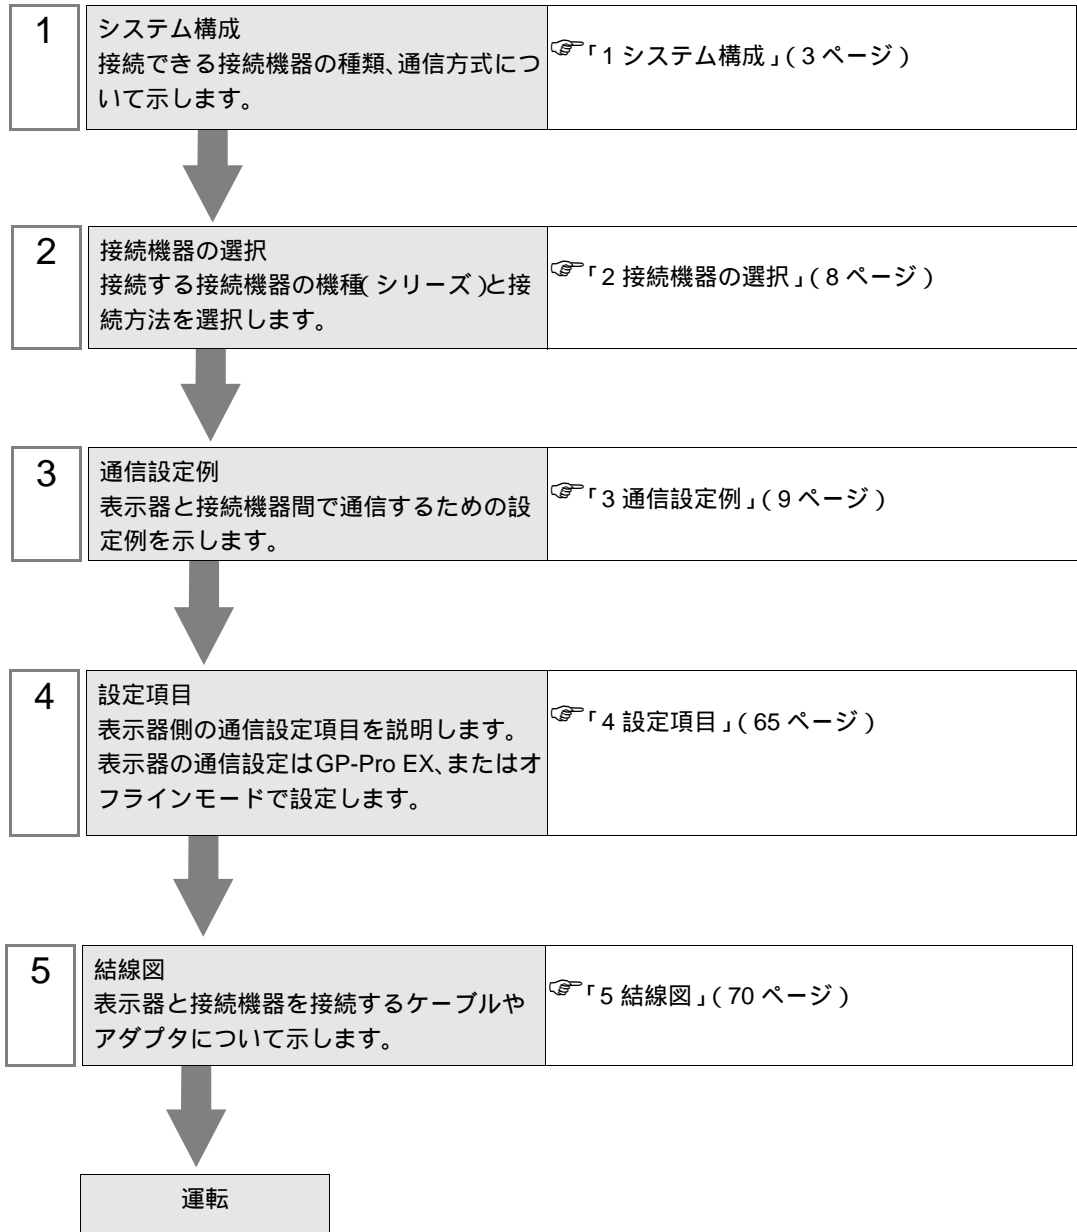 1
システム構成
接続できる接続機器の種類、通信方式につ
いて示します。
☞「1 システム構成」( 3 ページ )
2
接続機器の選択
接続する接続機器の機種( シリーズ )と接
続方法を選択します。
☞「2 接続機器の選択」( 8 ページ )
3
通信設定例
表示器と接続機器間で通信するための設
定例を示します。
☞「3 通信設定例」( 9 ページ )
4
設定項目
表示器側の通信設定項目を説明します。
表示器の通信設定はGP-Pro EX、またはオ
フラインモードで設定します。
☞「4 設定項目」( 65 ページ )
5
結線図
表示器と接続機器を接続するケーブルや
アダプタについて示します。
☞「5 結線図」( 70 ページ )
運転